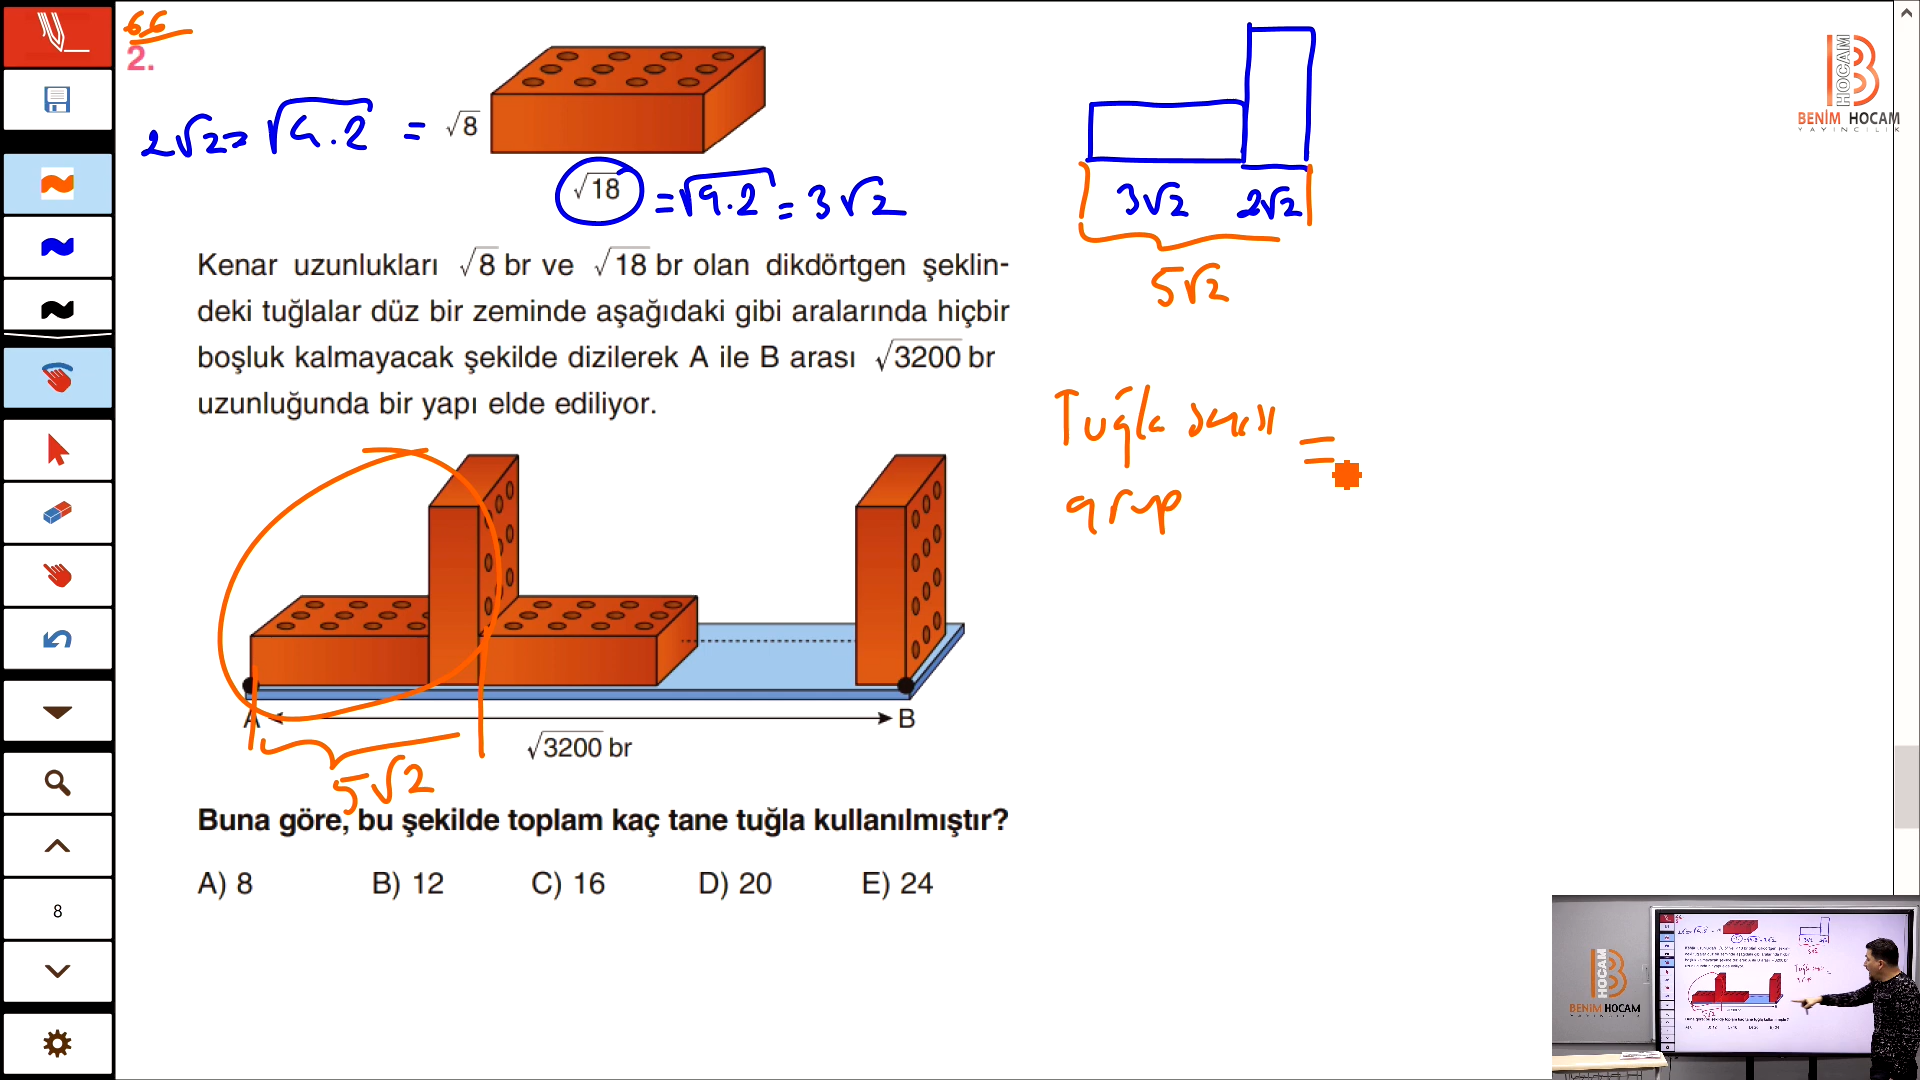 66
2.
2√2 = √4.2 = √8
√18 = √9.2 = 3√2
3√2 2√2
5√2
BENİM HOCAM
YAYINCILIK
Kenar uzunlukları √8 br ve √18 br olan dikdörtgen şeklin-
deki tuğlalar düz bir zeminde aşağıdaki gibi aralarında hiçbir
boşluk kalmayacak şekilde dizilerek A ile B arası √3200 br
uzunluğunda bir yapı elde ediliyor.
Tuğla sayısı =
grup
A B
√3200 br
5√2
Buna göre, bu şekilde toplam kaç tane tuğla kullanılmıştır?
A) 8 B) 12 C) 16 D) 20 E) 24
8
B HOCAM
BENİM HOCAM